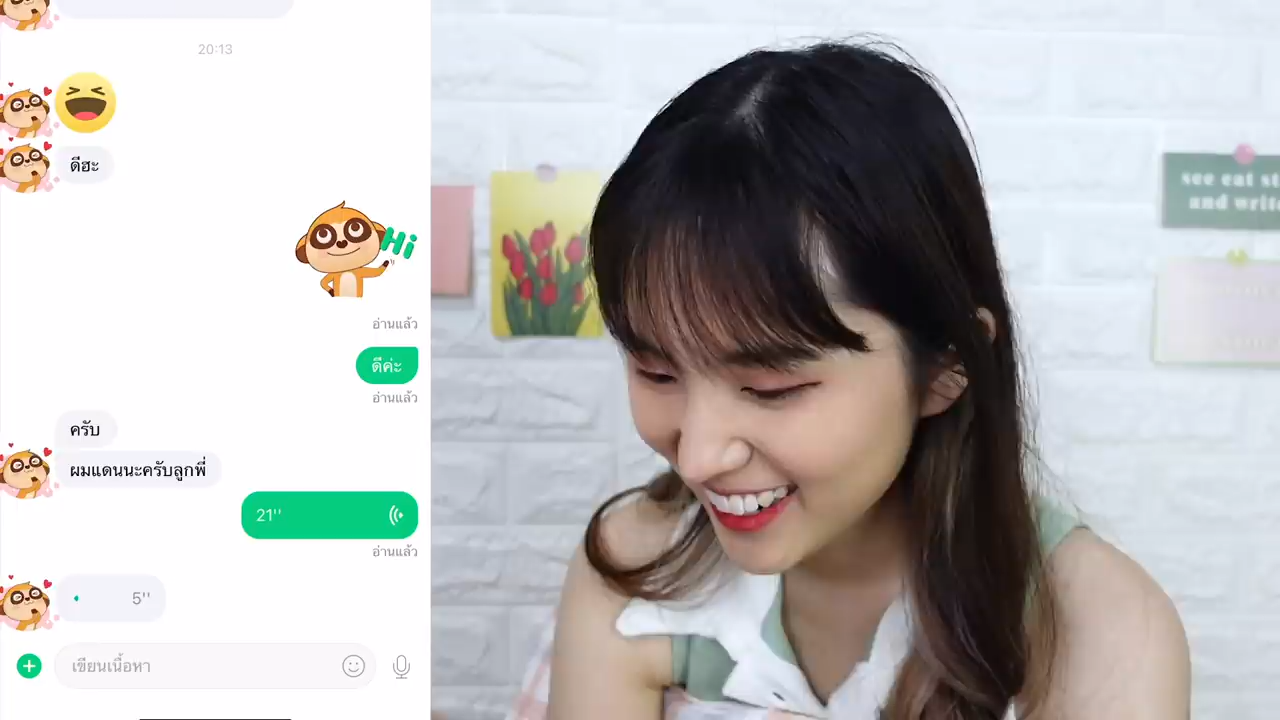 20:13
ดีฮะ
Hi
อ่านแล้ว
ดีค่ะ
อ่านแล้ว
ครับ
ผมแดนนะครับลูกพี่
21''
อ่านแล้ว
5''
เขียนเนื้อหา
see eat st
and write